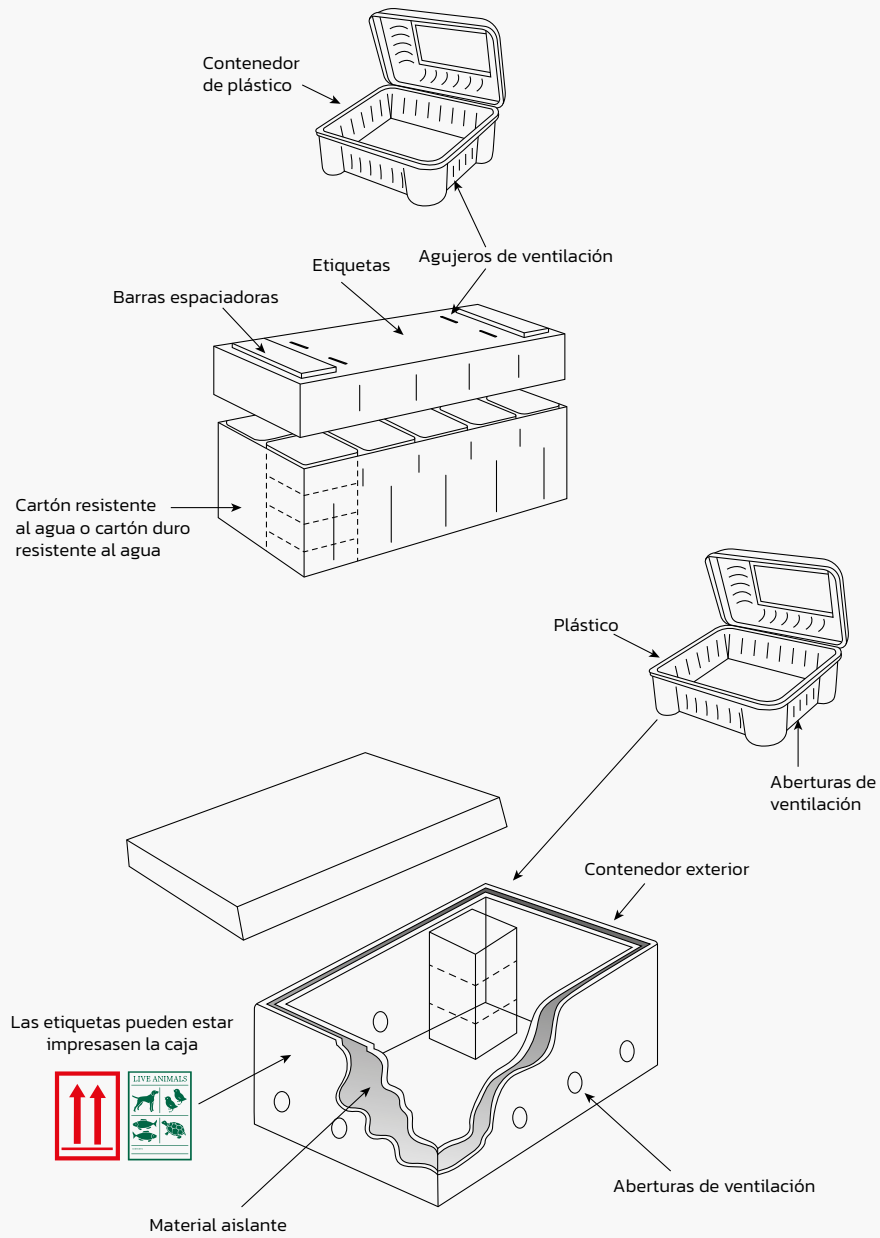 Contenedor
de plástico
Etiquetas
Agujeros de ventilación
Barras espaciadoras
Cartón resistente
al agua o cartón duro
resistente al agua
Plástico
Aberturas de
ventilación
Contenedor exterior
Las etiquetas pueden estar
impresasen la caja
LIVE ANIMALS
Aberturas de ventilación
Material aislante